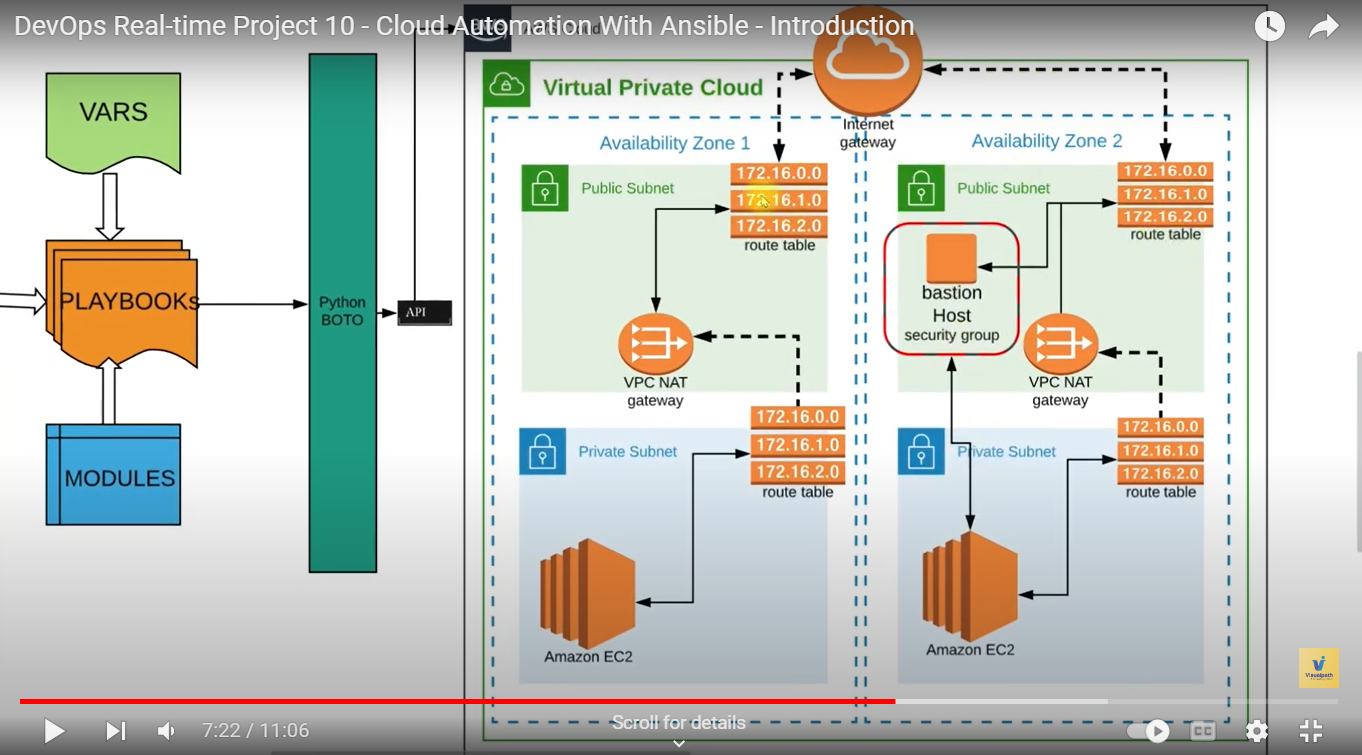 DevOps Real-time Project 10 - Cloud Automation With Ansible - Introduction
VARS
PLAYBOOKs
MODULES
Python
BOTO
API
Virtual Private Cloud
Internet
gateway
Availability Zone 1
Public Subnet
172.16.0.0
172.16.1.0
172.16.2.0
route table
VPC NAT
gateway
Private Subnet
172.16.0.0
172.16.1.0
172.16.2.0
route table
Amazon EC2
Availability Zone 2
Public Subnet
172.16.0.0
172.16.1.0
172.16.2.0
route table
bastion
Host
security group
VPC NAT
gateway
Private Subnet
172.16.0.0
172.16.1.0
172.16.2.0
route table
Amazon EC2
Visualpath
7:22 / 11:06
Scroll for details
CC